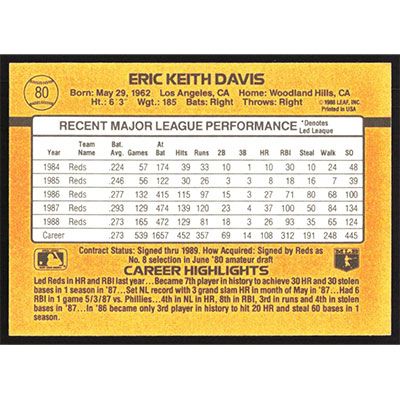 80
ERIC KEITH DAVIS
Born: May 29, 1962 Los Angeles, CA Home: Woodland Hills, CA
Ht.: 6'3" Wgt.: 185 Bats: Right Throws: Right
© 1988 LEAF, INC.
Printed in USA
RECENT MAJOR LEAGUE PERFORMANCE *Denotes Led League
Year Team Name Bat. Avg. Games At Bat Hits Runs 2B 3B HR RBI Steal Walk SO
1984 Reds .224 57 174 39 33 10 1 10 30 10 24 48
1985 Reds .246 56 122 30 26 3 3 8 18 16 7 39
1986 Reds .277 132 415 115 97 15 3 27 71 80 68 100
1987 Reds .293 129 474 139 120 23 4 37 100 50 84 134
1988 Reds .273 135 472 129 81 18 3 26 93 35 65 124
Career .273 539 1657 452 357 69 14 108 312 191 248 445
Contract Status: Signed thru 1989. How Acquired: Signed by Reds as
No. 8 selection in June '80 amateur draft
CAREER HIGHLIGHTS
Led Reds in HR and RBI last year...Became 7th player in history to achieve 30 HR and 30 stolen
bases in 1 season in '87...Set NL record with 3 grand slam HR in month of May in '87...Had 6
RBI in 1 game 5/3/87 vs. Phillies...4th in NL in HR, 8th in RBI, 3rd in runs and 4th in stolen
bases in '87...In '86 became only 3rd player in history to hit 20 HR and steal 60 bases in 1
season.